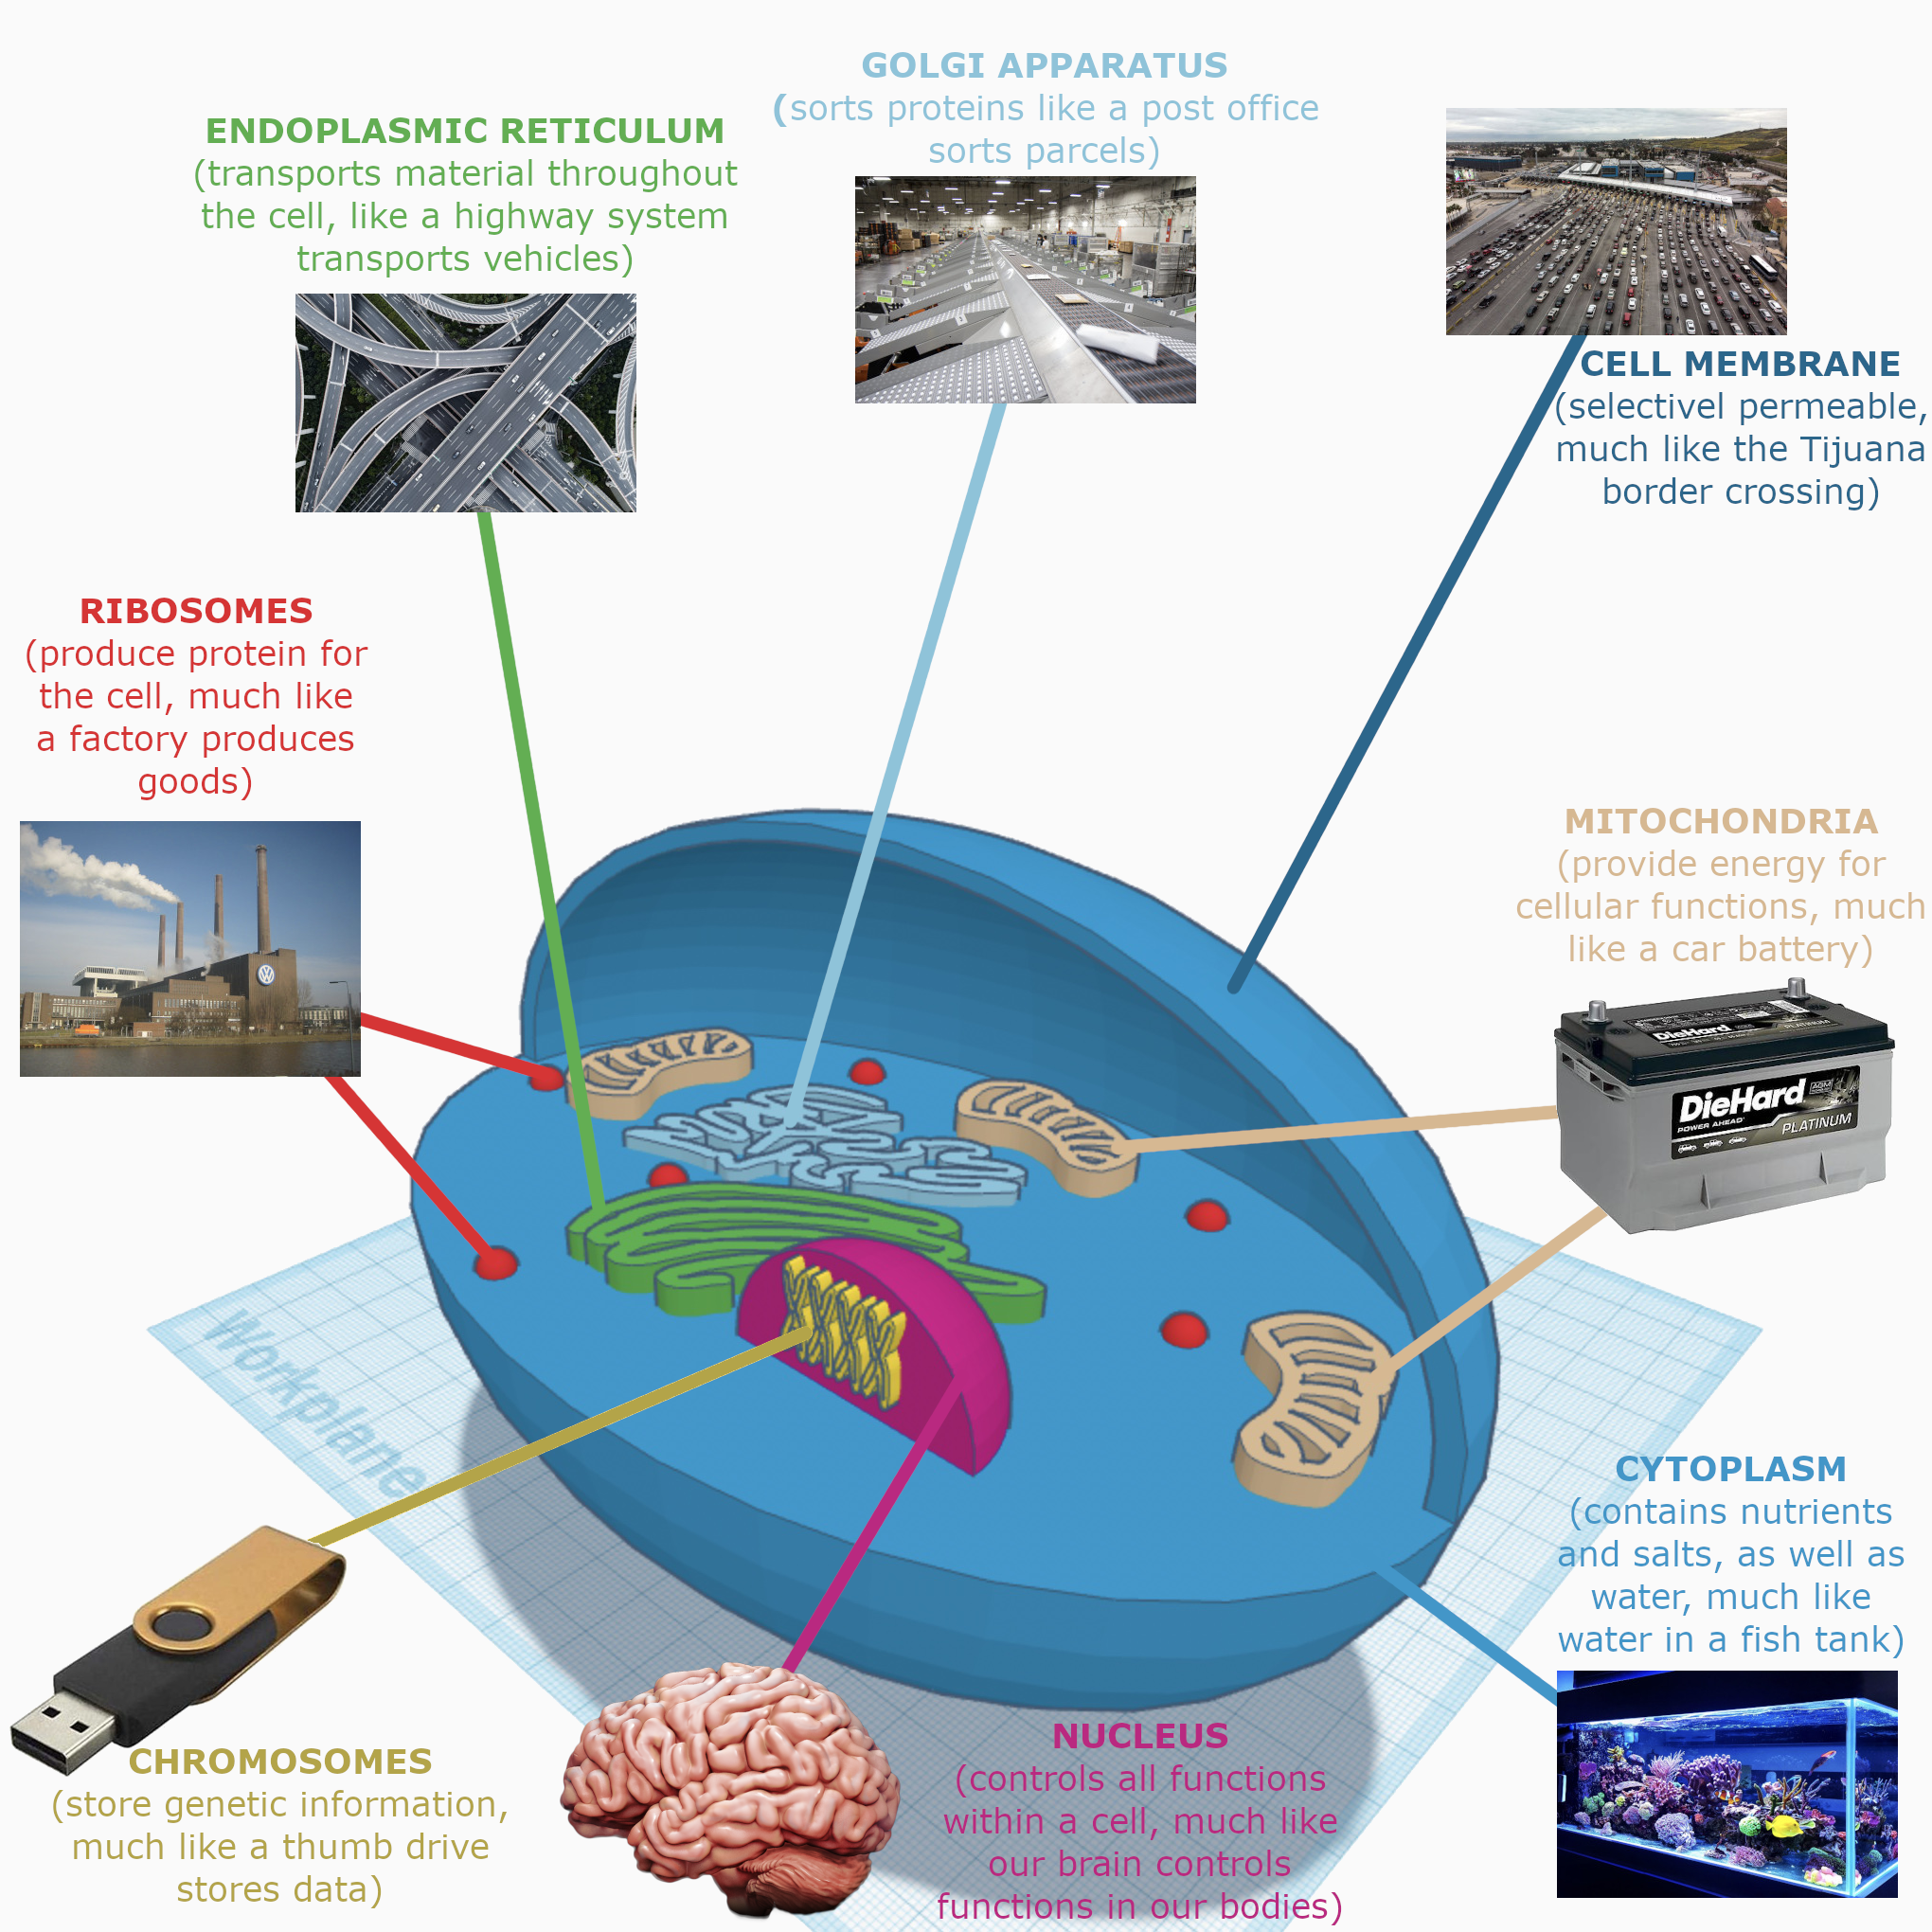 GOLGI APPARATUS
(sorts proteins like a post office
sorts parcels)
ENDOPLASMIC RETICULUM
(transports material throughout
the cell, like a highway system
transports vehicles)
CELL MEMBRANE
(selectivel permeable,
much like the Tijuana
border crossing)
RIBOSOMES
(produce protein for
the cell, much like
a factory produces
goods)
MITOCHONDRIA
(provide energy for
cellular functions, much
like a car battery)
DieHard
PLATINUM
DieHard
POWER AHEAD
AGM
PLATINUM
Workplane
CYTOPLASM
(contains nutrients
and salts, as well as
water, much like
water in a fish tank)
CHROMOSOMES
(store genetic information,
much like a thumb drive
stores data)
NUCLEUS
(controls all functions
within a cell, much like
our brain controls
functions in our bodies)